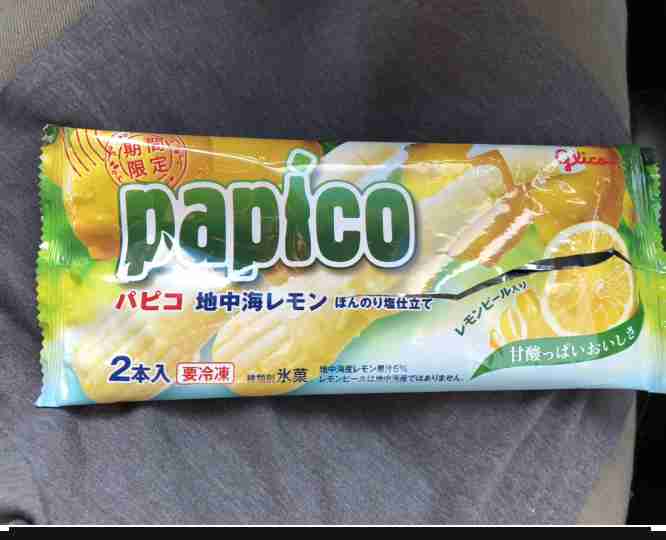 期間
限定
glico
papico
パピコ 地中海レモン ほんのり塩仕立て
レモンピール入り
甘酸っぱいおいしさ
2本入 要冷凍 種類別 氷菓
地中海産レモン果汁5%
レモンピールは地中海産ではありません。